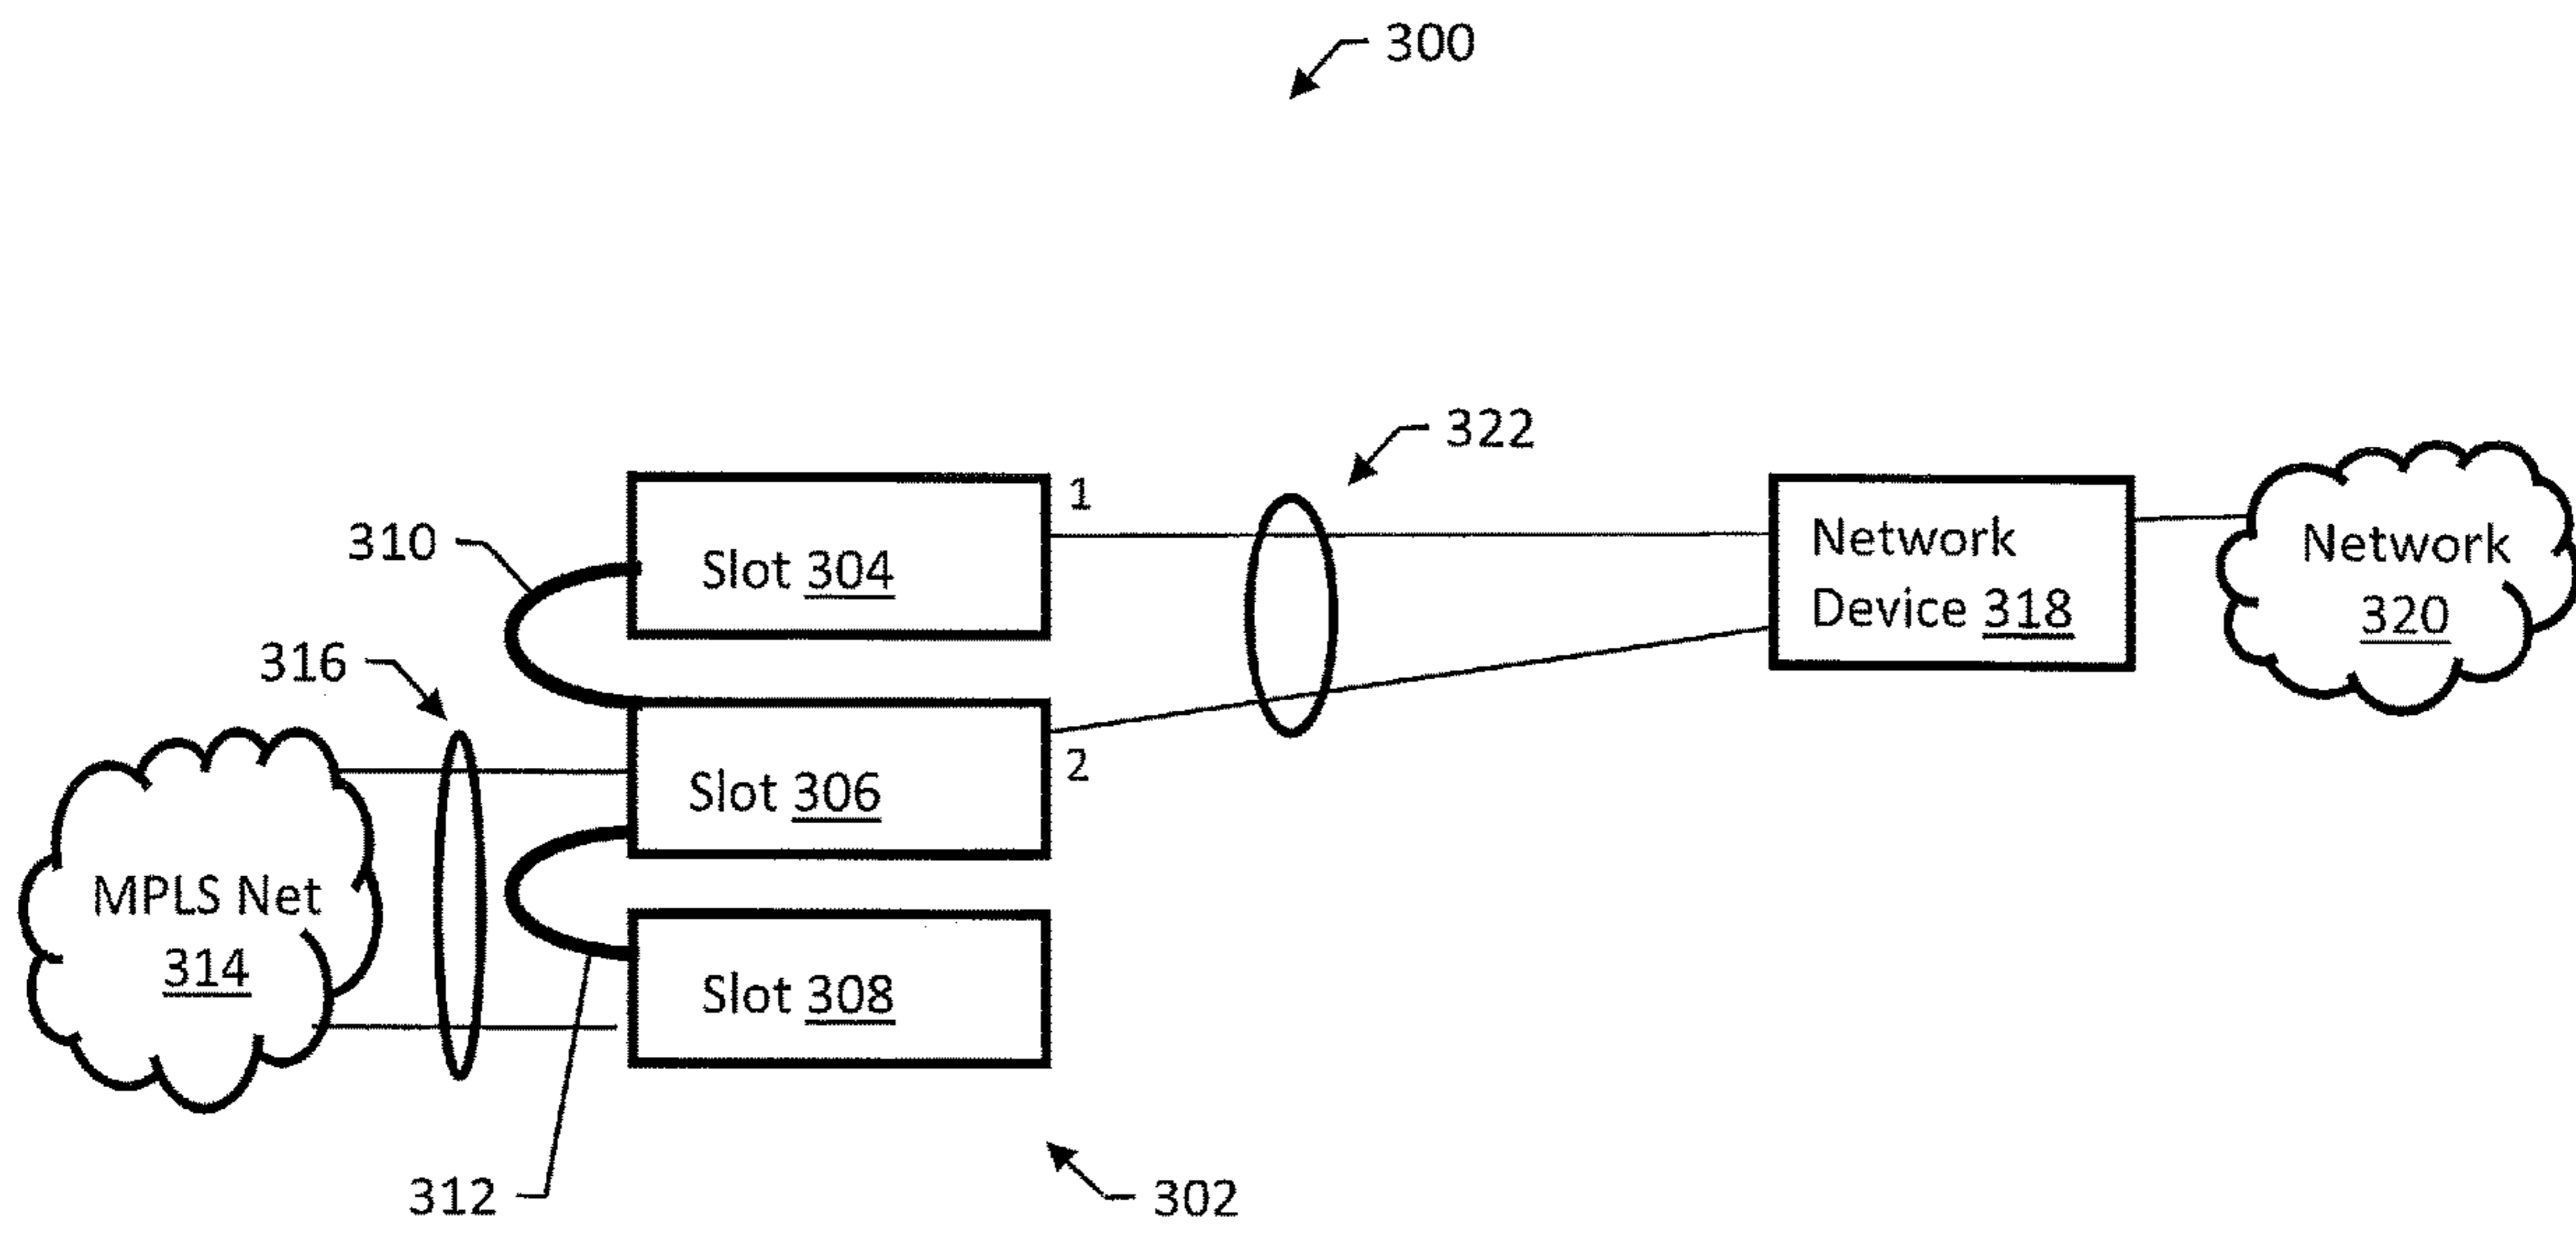 300
322
1
310
Slot 304
Network
Device 318
Network
320
316
2
Slot 306
MPLS Net
314
Slot 308
312
302